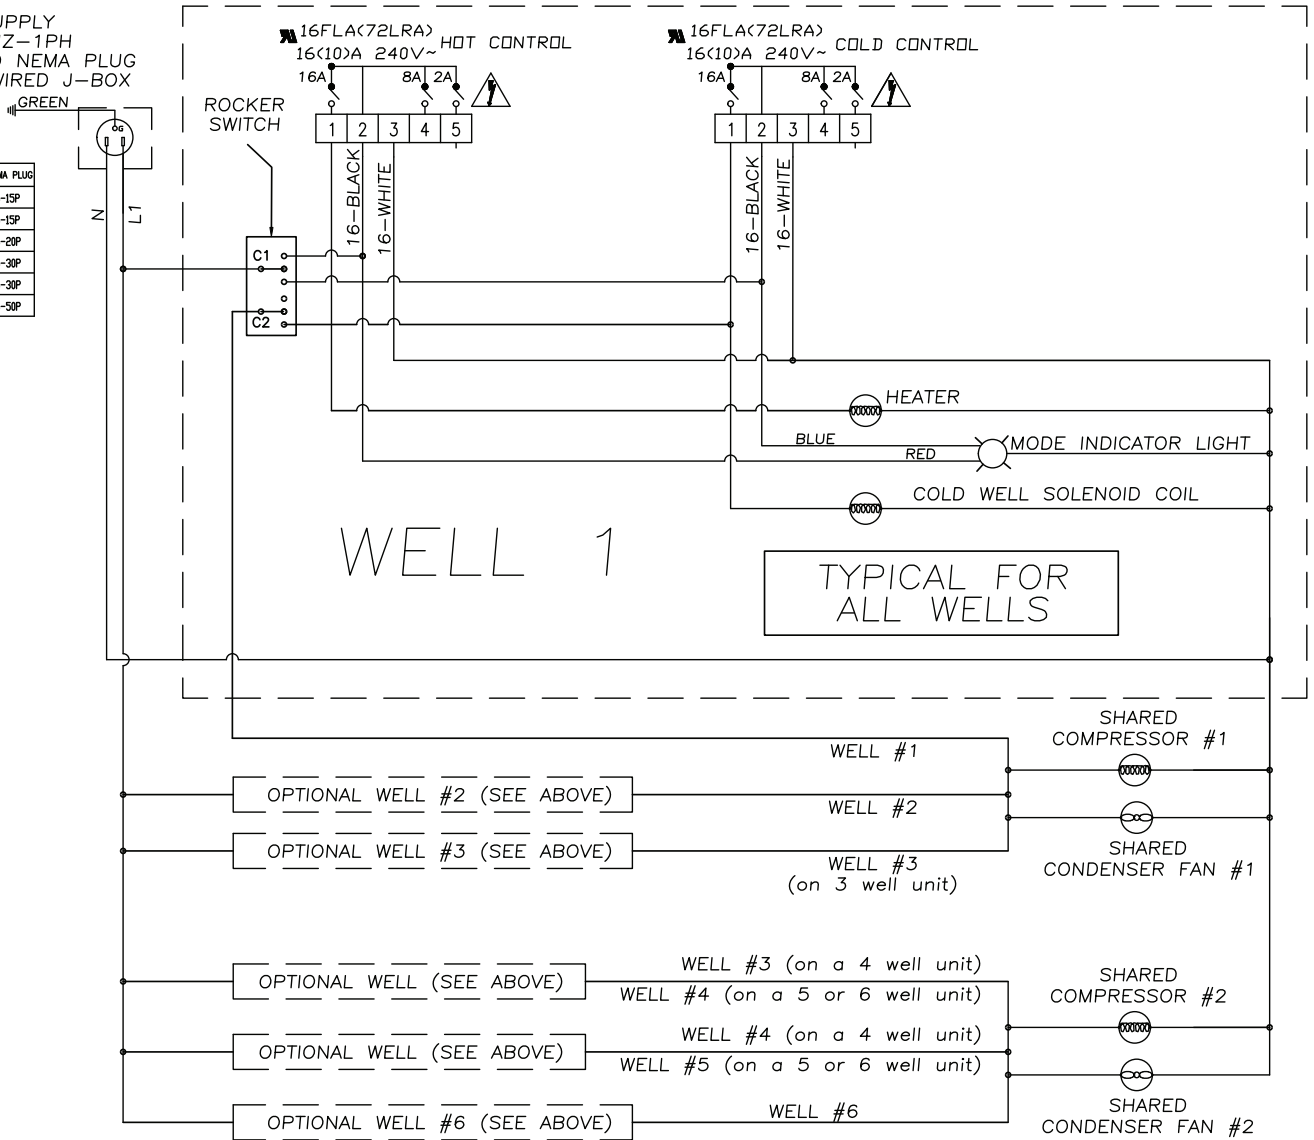 16FLA(72LRA)
16(10)A 240V~
HOT CONTROL
16A
8A
2A
1 2 3 4 5
16FLA(72LRA)
16(10)A 240V~
COLD CONTROL
16A
8A
2A
1 2 3 4 5
-1PH
NEMA PLUG
J-BOX
GREEN
G
ROCKER
SWITCH
PLUG
-15P
-15P
-20P
-30P
-30P
-50P
N
L1
16-BLACK
16-WHITE
16-BLACK
16-WHITE
C1
C2
HEATER
BLUE
RED
MODE INDICATOR LIGHT
COLD WELL SOLENOID COIL
WELL 1
TYPICAL FOR
ALL WELLS
SHARED
COMPRESSOR #1
WELL #1
OPTIONAL WELL #2 (SEE ABOVE)
WELL #2
OPTIONAL WELL #3 (SEE ABOVE)
WELL #3
(on 3 well unit)
SHARED
CONDENSER FAN #1
OPTIONAL WELL (SEE ABOVE)
WELL #3 (on a 4 well unit)
WELL #4 (on a 5 or 6 well unit)
SHARED
COMPRESSOR #2
OPTIONAL WELL (SEE ABOVE)
WELL #4 (on a 4 well unit)
WELL #5 (on a 5 or 6 well unit)
OPTIONAL WELL #6 (SEE ABOVE)
WELL #6
SHARED
CONDENSER FAN #2